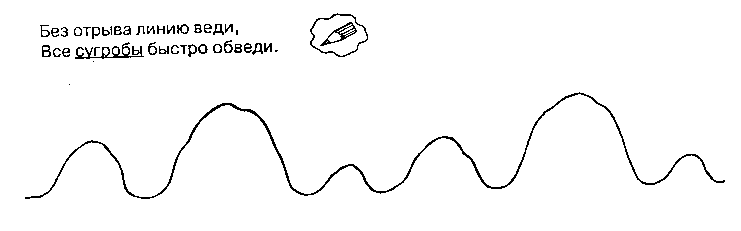 Без отрыва линию веди,
Все сугробы быстро обведи.